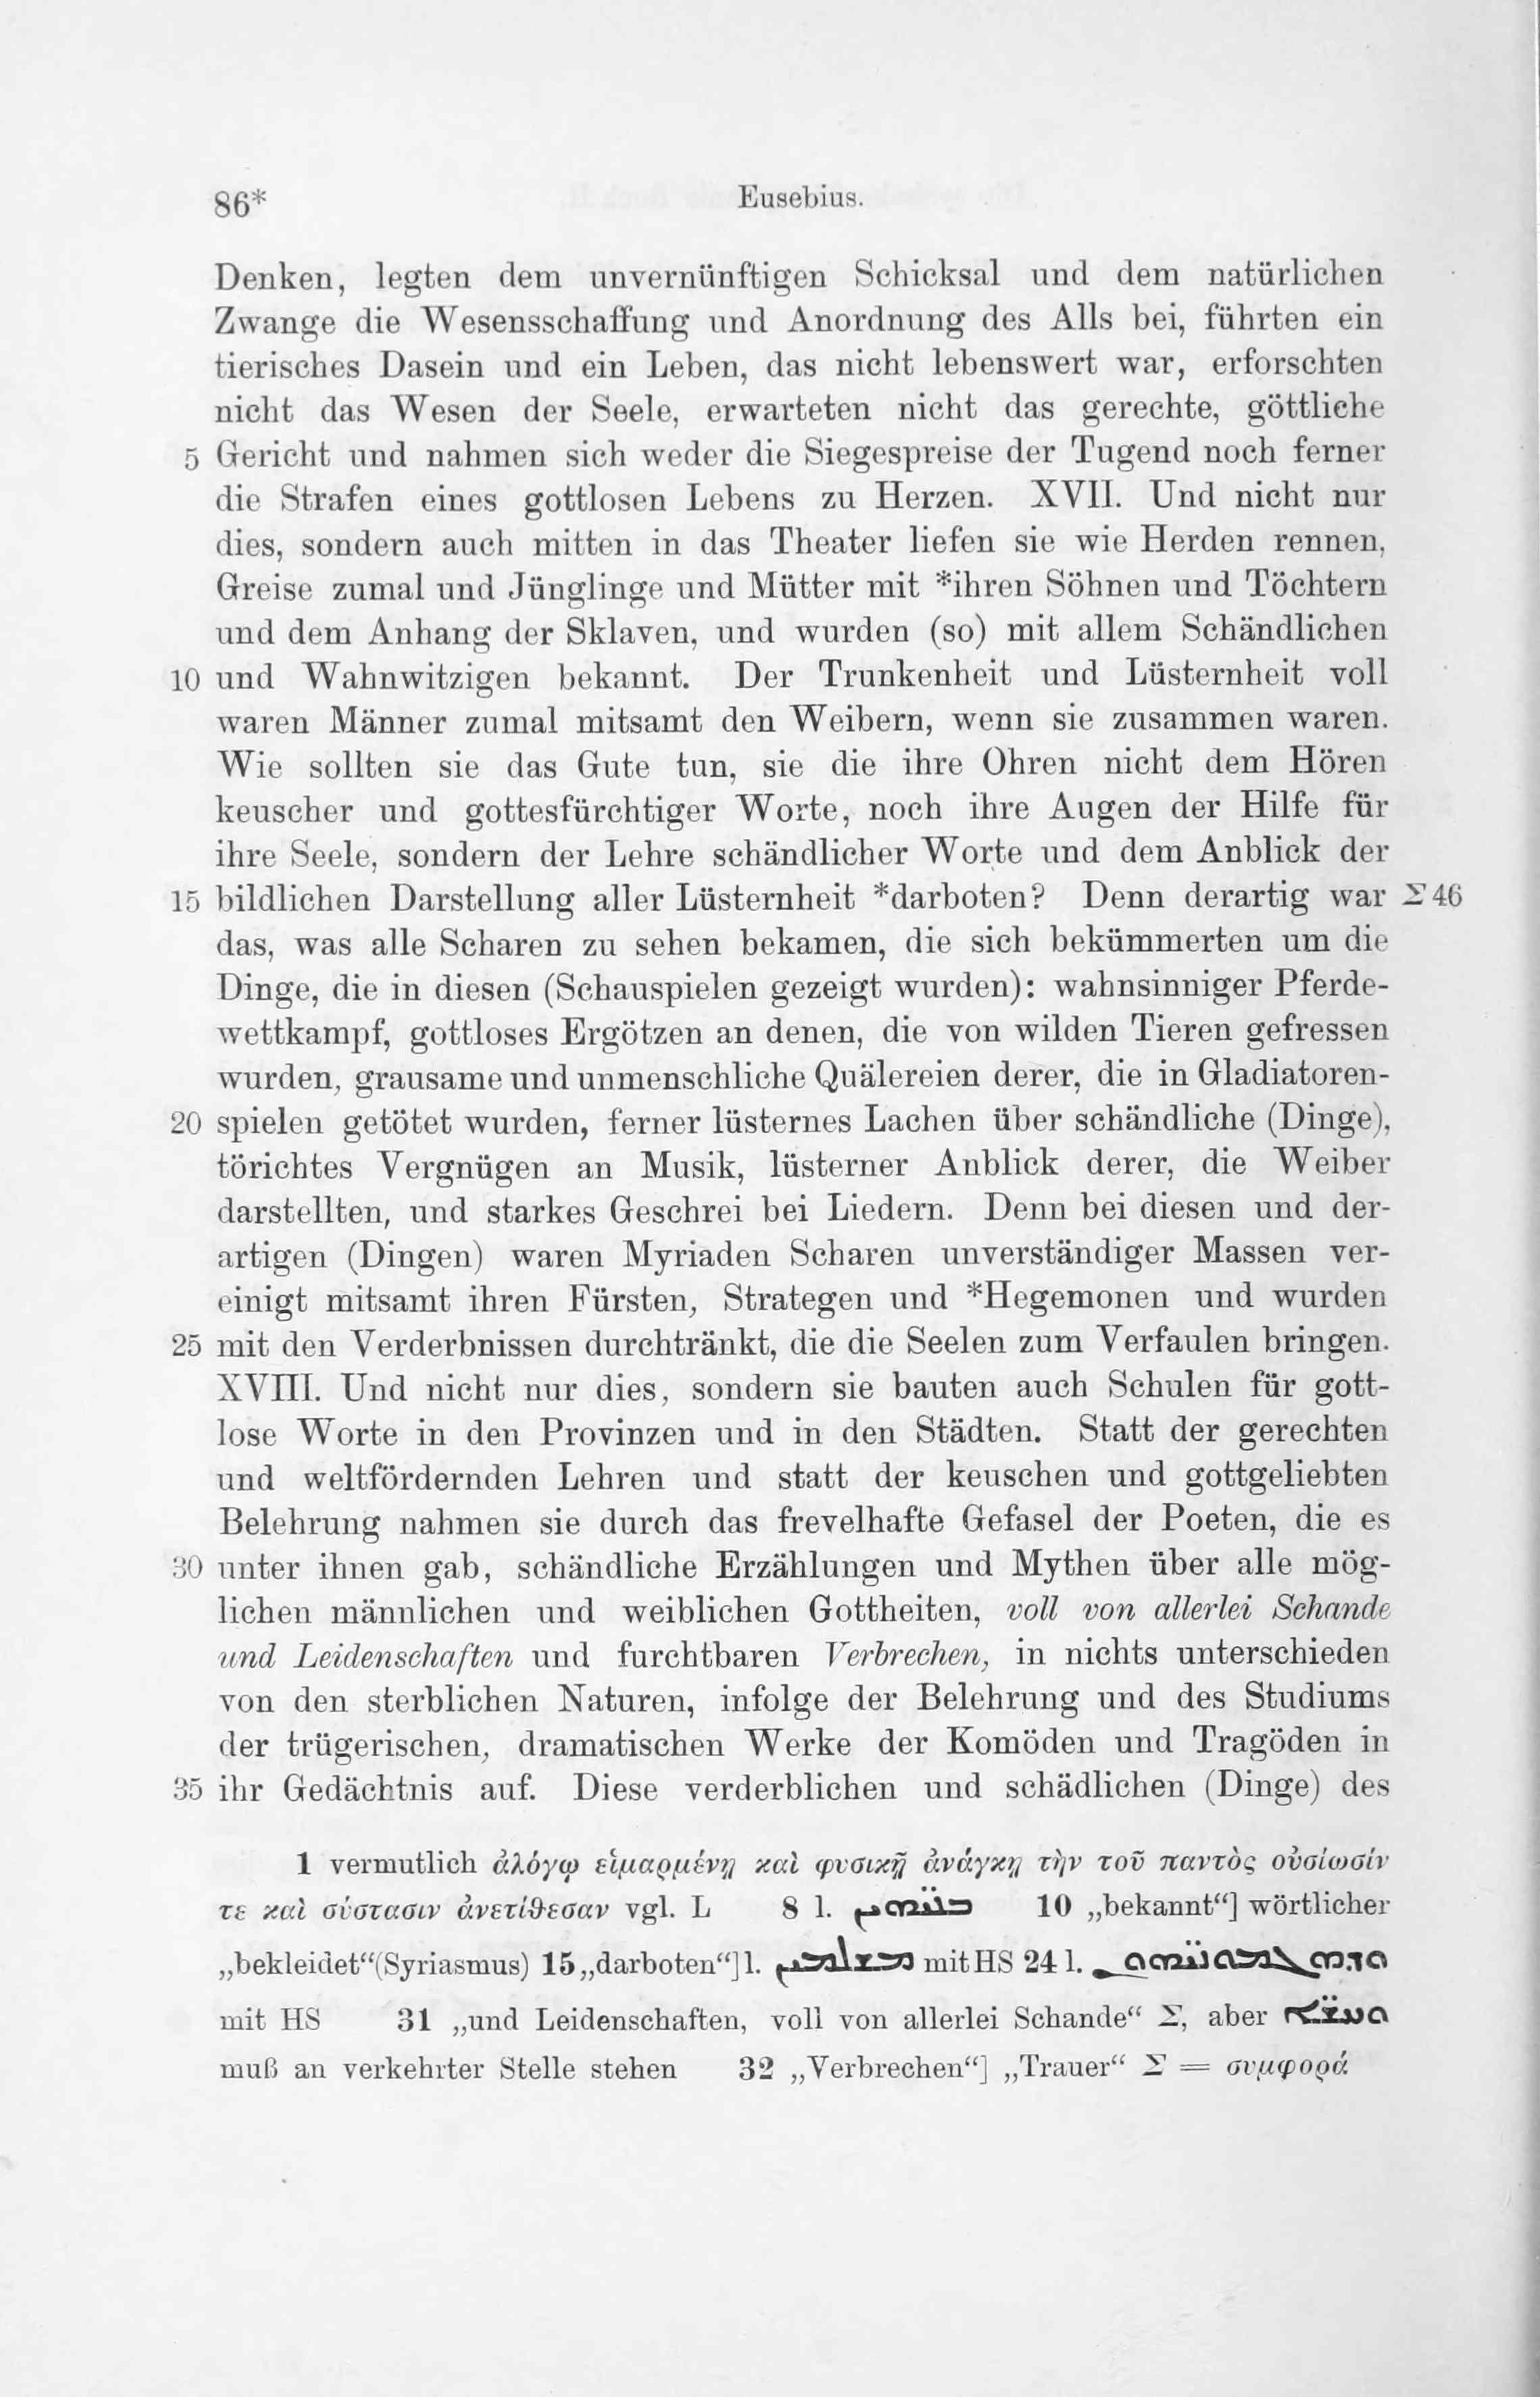 86*
Eusebius.
Denken, legten dem unvernünftigen Schicksal und dem natürlichen
Zwange die Wesensschaffung und Anordnung des Alls bei, führten ein
tierisches Dasein und ein Leben, das nicht lebenswert war, erforschten
nicht das Wesen der Seele, erwarteten nicht das gerechte, göttliche
5 Gericht und nahmen sich weder die Siegespreise der Tugend noch ferner
die Strafen eines gottlosen Lebens zu Herzen. XVII. Und nicht nur
dies, sondern auch mitten in das Theater liefen sie wie Herden rennen,
Greise zumal und Jünglinge und Mütter mit *ihren Söhnen und Töchtern
und dem Anhang der Sklaven, und wurden (so) mit allem Schändlichen
10 und Wahnwitzigen bekannt. Der Trunkenheit und Lüsternheit voll
waren Männer zumal mitsamt den Weibern, wenn sie zusammen waren.
Wie sollten sie das Gute tun, sie die ihre Ohren nicht dem Hören
keuscher und gottesfürchtiger Worte, noch ihre Augen der Hilfe für
ihre Seele, sondern der Lehre schändlicher Worte und dem Anblick der
15 bildlichen Darstellung aller Lüsternheit *darboten? Denn derartig war Σ 46
das, was alle Scharen zu sehen bekamen, die sich bekümmerten um die
Dinge, die in diesen (Schauspielen gezeigt wurden): wahnsinniger Pferde-
wettkampf, gottloses Ergötzen an denen, die von wilden Tieren gefressen
wurden, grausame und unmenschliche Quälereien derer, die in Gladiatoren-
20 spielen getötet wurden, ferner lüsternes Lachen über schändliche (Dinge),
törichtes Vergnügen an Musik, lüsterner Anblick derer, die Weiber
darstellten, und starkes Geschrei bei Liedern. Denn bei diesen und der-
artigen (Dingen) waren Myriaden Scharen unverständiger Massen ver-
einigt mitsamt ihren Fürsten, Strategen und *Hegemonen und wurden
25 mit den Verderbnissen durchtränkt, die die Seelen zum Verfaulen bringen.
XVIII. Und nicht nur dies, sondern sie bauten auch Schulen für gott-
lose Worte in den Provinzen und in den Städten. Statt der gerechten
und weltfördernden Lehren und statt der keuschen und gottgeliebten
Belehrung nahmen sie durch das frevelhafte Gefasel der Poeten, die es
30 unter ihnen gab, schändliche Erzählungen und Mythen über alle mög-
lichen männlichen und weiblichen Gottheiten, voll von allerlei Schande
und Leidenschaften und furchtbaren Verbrechen, in nichts unterschieden
von den sterblichen Naturen, infolge der Belehrung und des Studiums
der trügerischen, dramatischen Werke der Komöden und Tragöden in
35 ihr Gedächtnis auf. Diese verderblichen und schädlichen (Dinge) des
1 vermutlich ἀλόγῳ εἱμαρμένῃ καὶ φυσικῇ ἀνάγκῃ τὴν τοῦ παντὸς οὐσίωσίν
τε καὶ σύστασιν ἀνετίθεσαν vgl. L 8 l. ܒܢܝ̈ܗܝܢ 10 „bekannt“] wörtlicher
„bekleidet“ (Syriasmus) 15 „darboten“] l. ܡܫܠܡܝܢ mit HS 24 l. ܘܗܓܡܘܢܝ̈ܗܘܢ
mit HS 31 „und Leidenschaften, voll von allerlei Schande“ Σ, aber ܘܚܫ̈ܐ
muß an verkehrter Stelle stehen 32 „Verbrechen“] „Trauer“ Σ = συμφορά